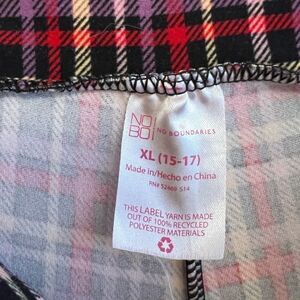 NO
BO
NO BOUNDARIES
XL (15-17)
Made in/Hecho en China
RN# 52469 S14
THIS LABEL YARN IS MADE
OUT OF 100% RECYCLED
POLYESTER MATERIALS